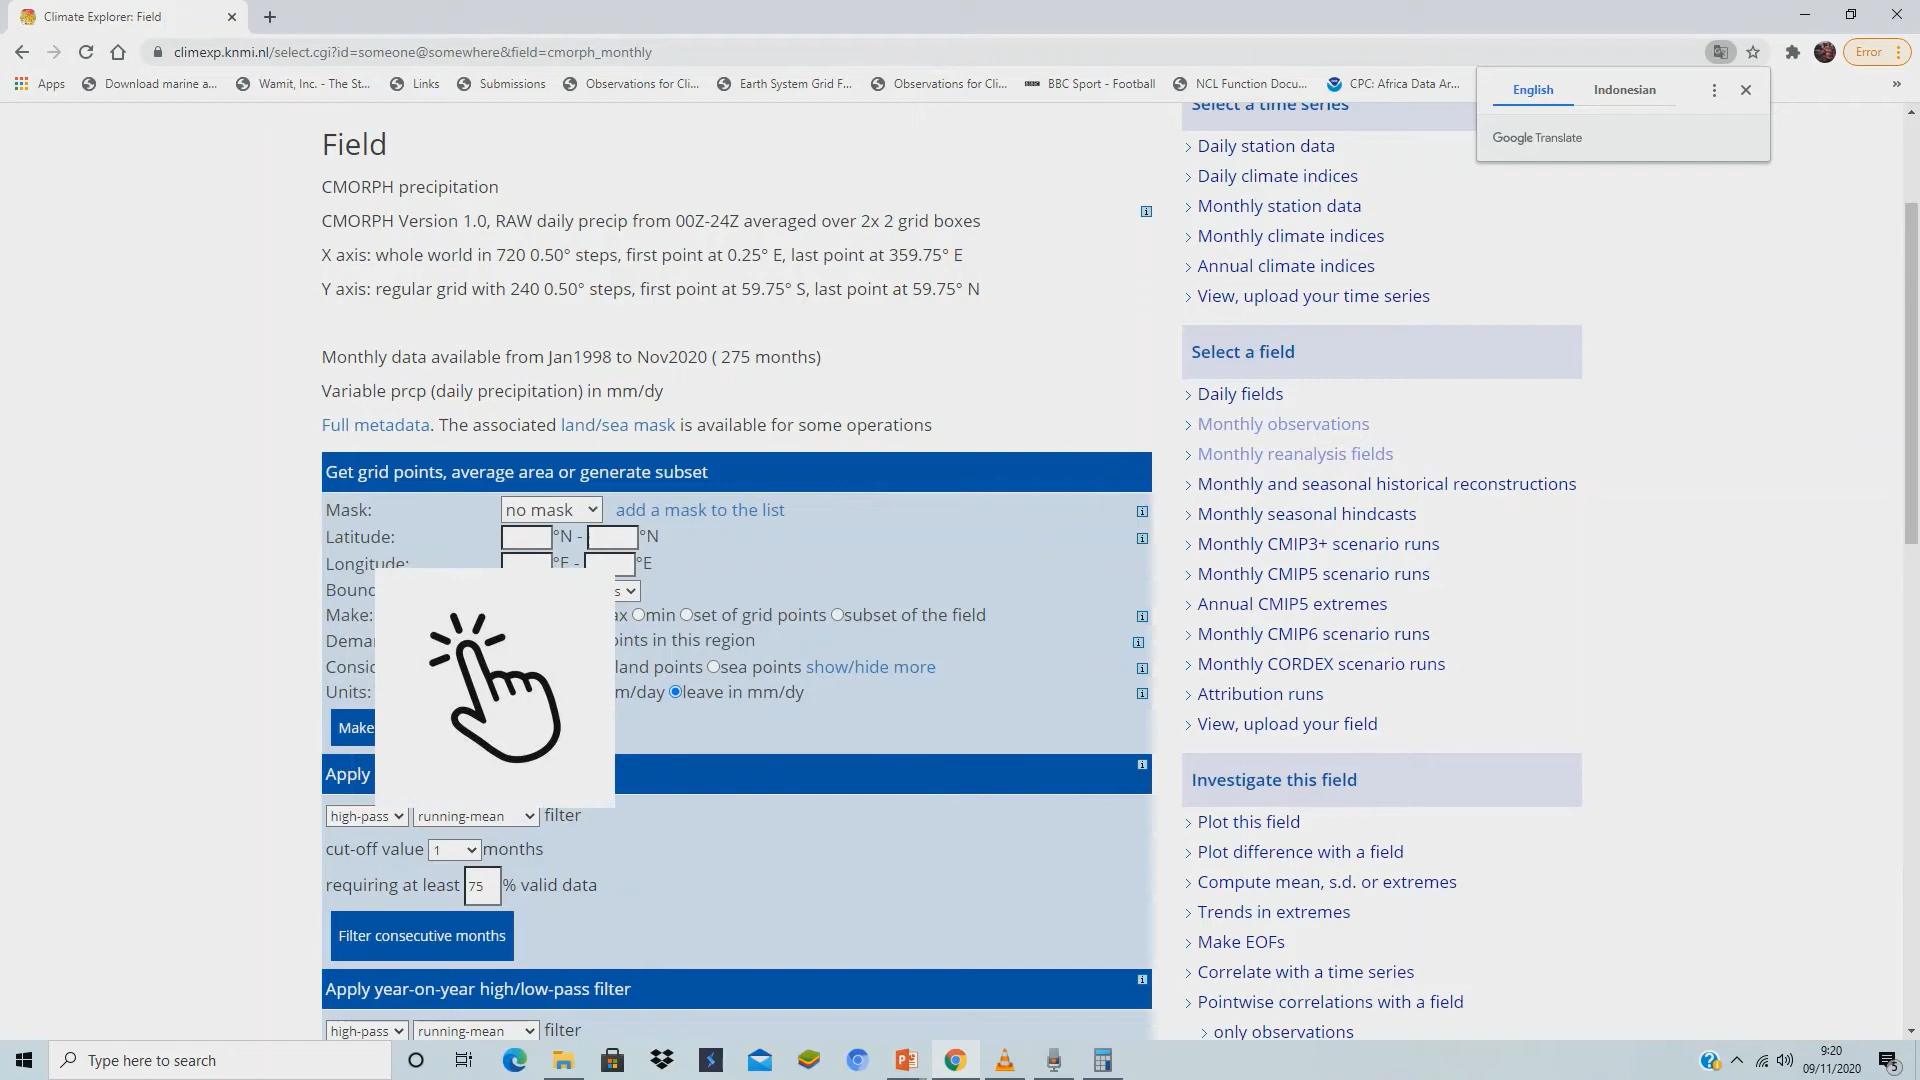 Climate Explorer: Field
climexp.knmi.nl/select.cgi?id=someone@somewhere&field=cmorph_monthly
Error
Apps
Download marine a...
Wamit, Inc. - The St...
Links
Submissions
Observations for Cli...
Earth System Grid F...
Observations for Cli...
BBC Sport - Football
NCL Function Docu...
CPC: Africa Data Ar...
English
Indonesian
Google Translate
Field
CMORPH precipitation
CMORPH Version 1.0, RAW daily precip from 00Z-24Z averaged over 2x 2 grid boxes
X axis: whole world in 720 0.50° steps, first point at 0.25° E, last point at 359.75° E
Y axis: regular grid with 240 0.50° steps, first point at 59.75° S, last point at 59.75° N
Monthly data available from Jan1998 to Nov2020 ( 275 months)
Variable prcp (daily precipitation) in mm/dy
Full metadata. The associated land/sea mask is available for some operations
Get grid points, average area or generate subset
Mask: no mask add a mask to the list
Latitude: °N - °N
Longitude: °E - °E
Bound s
Make: ax min set of grid points subset of the field
Dema oints in this region
Consid land points sea points show/hide more
Units: m/day leave in mm/dy
Make
Apply
high-pass running-mean filter
cut-off value 1 months
requiring at least 75 % valid data
Filter consecutive months
Apply year-on-year high/low-pass filter
high-pass running-mean filter
Select a time series
Daily station data
Daily climate indices
Monthly station data
Monthly climate indices
Annual climate indices
View, upload your time series
Select a field
Daily fields
Monthly observations
Monthly reanalysis fields
Monthly and seasonal historical reconstructions
Monthly seasonal hindcasts
Monthly CMIP3+ scenario runs
Monthly CMIP5 scenario runs
Annual CMIP5 extremes
Monthly CMIP6 scenario runs
Monthly CORDEX scenario runs
Attribution runs
View, upload your field
Investigate this field
Plot this field
Plot difference with a field
Compute mean, s.d. or extremes
Trends in extremes
Make EOFs
Correlate with a time series
Pointwise correlations with a field
only observations
Type here to search
9:20
09/11/2020
5